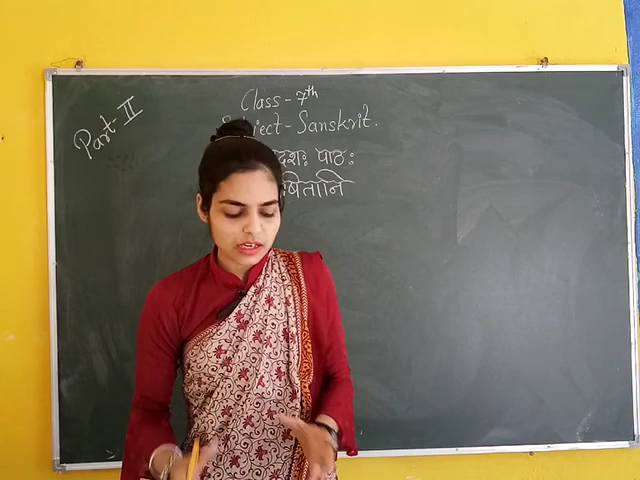 Part-II
Class-7th
Subject-Sanskrit.
पाठः